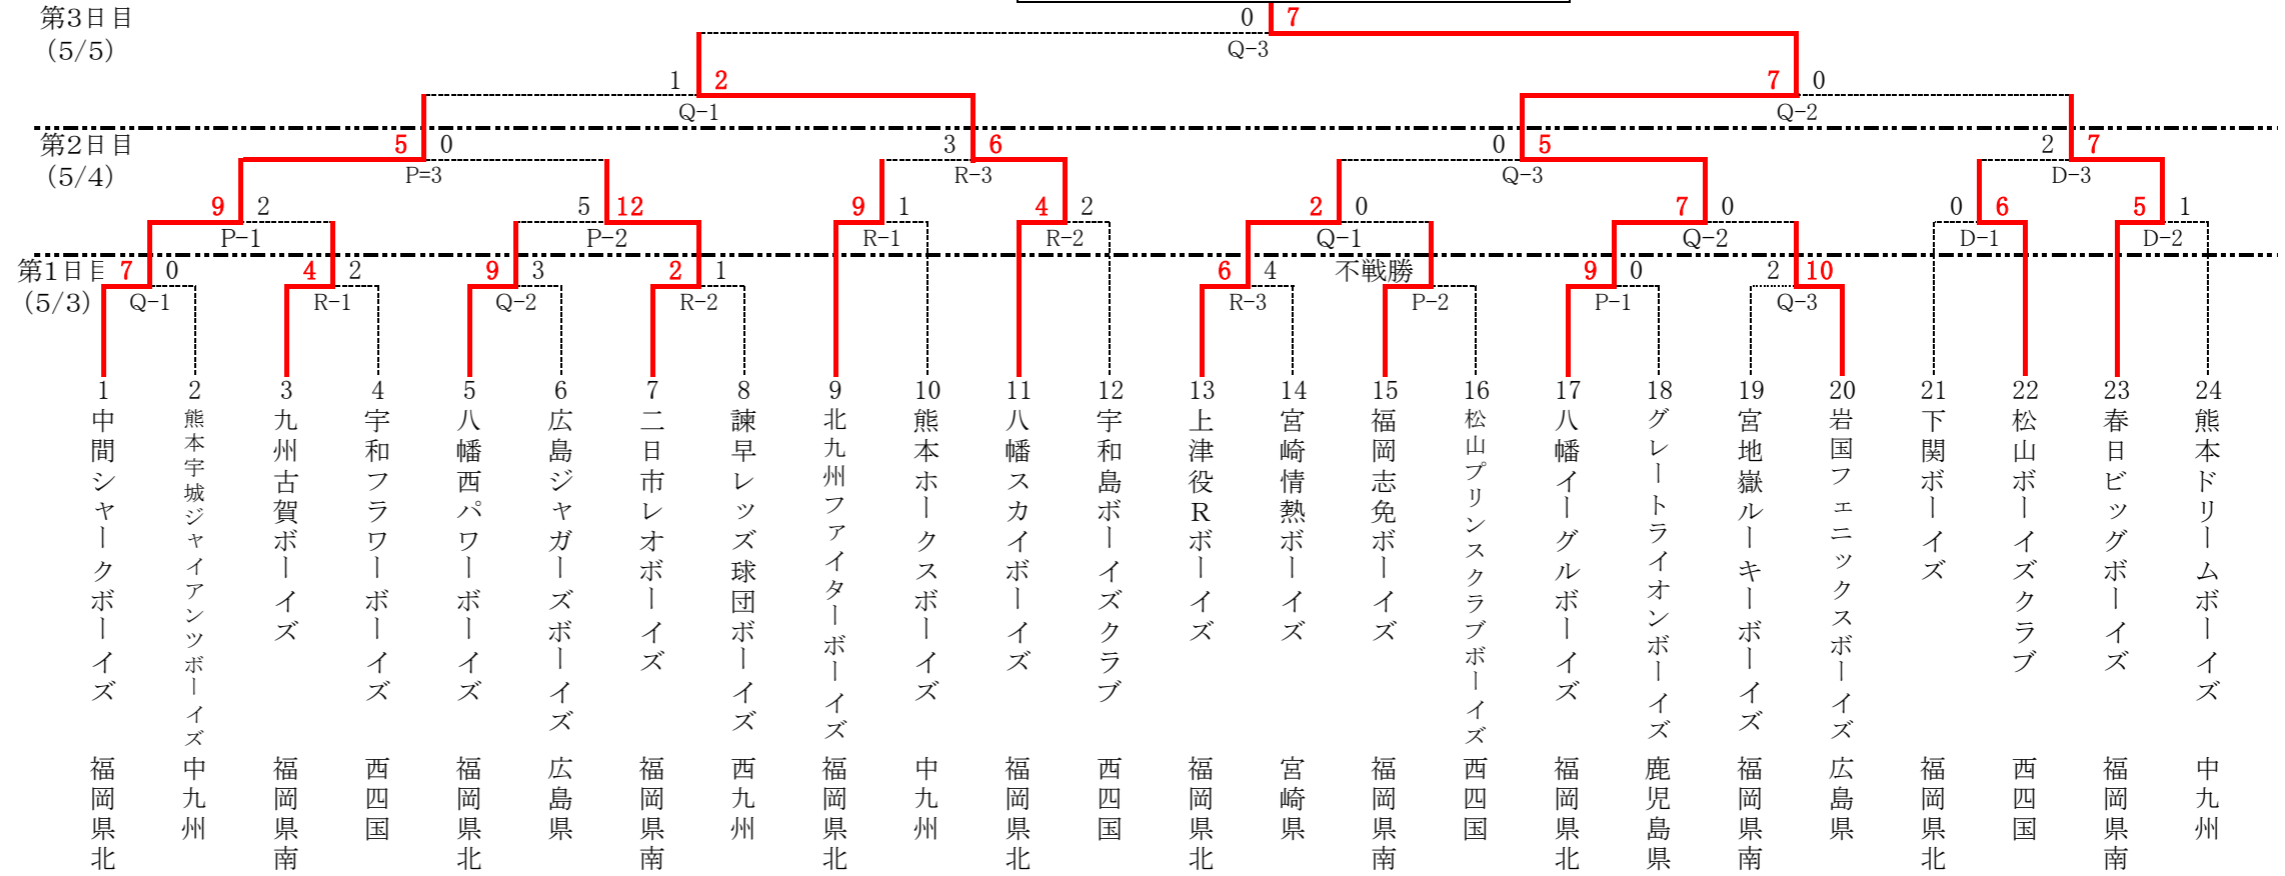 第3日目
(5/5)
0 7
Q-3
1 2
7 0
Q-1
Q-2
第2日目
(5/4)
5 0
3 6
0 5
2 7
P=3
R-3
Q-3
D-3
9 2
5 12
9 1
4 2
2 0
7 0
0 6
5 1
P-1
P-2
R-1
R-2
Q-1
Q-2
D-1
D-2
第1日目
(5/3)
7 0
4 2
9 3
2 1
6 4
不戦勝
9 0
2 10
Q-1
R-1
Q-2
R-2
R-3
P-2
P-1
Q-3
1 中間シャークボーイズ 福岡県北
2 熊本宇城ジャイアンツボーイズ 中九州
3 九州古賀ボーイズ 福岡県南
4 宇和フラワーボーイズ 西四国
5 八幡西パワーボーイズ 福岡県北
6 広島ジャガーズボーイズ 広島県
7 二日市レオボーイズ 福岡県南
8 諫早レッズ球団ボーイズ 西九州
9 北九州ファイターボーイズ 福岡県北
10 熊本ホークスボーイズ 中九州
11 八幡スカイボーイズ 福岡県北
12 宇和島ボーイズクラブ 西四国
13 上津役Rボーイズ 福岡県北
14 宮崎情熱ボーイズ 宮崎県
15 福岡志免ボーイズ 福岡県南
16 松山プリンスクラブボーイズ 西四国
17 八幡イーグルボーイズ 福岡県北
18 グレートライオンボーイズ 鹿児島県
19 宮地嶽ルーキーボーイズ 福岡県南
20 岩国フェニックスボーイズ 広島県
21 下関ボーイズ 福岡県北
22 松山ボーイズクラブ 西四国
23 春日ビッグボーイズ 福岡県南
24 熊本ドリームボーイズ 中九州